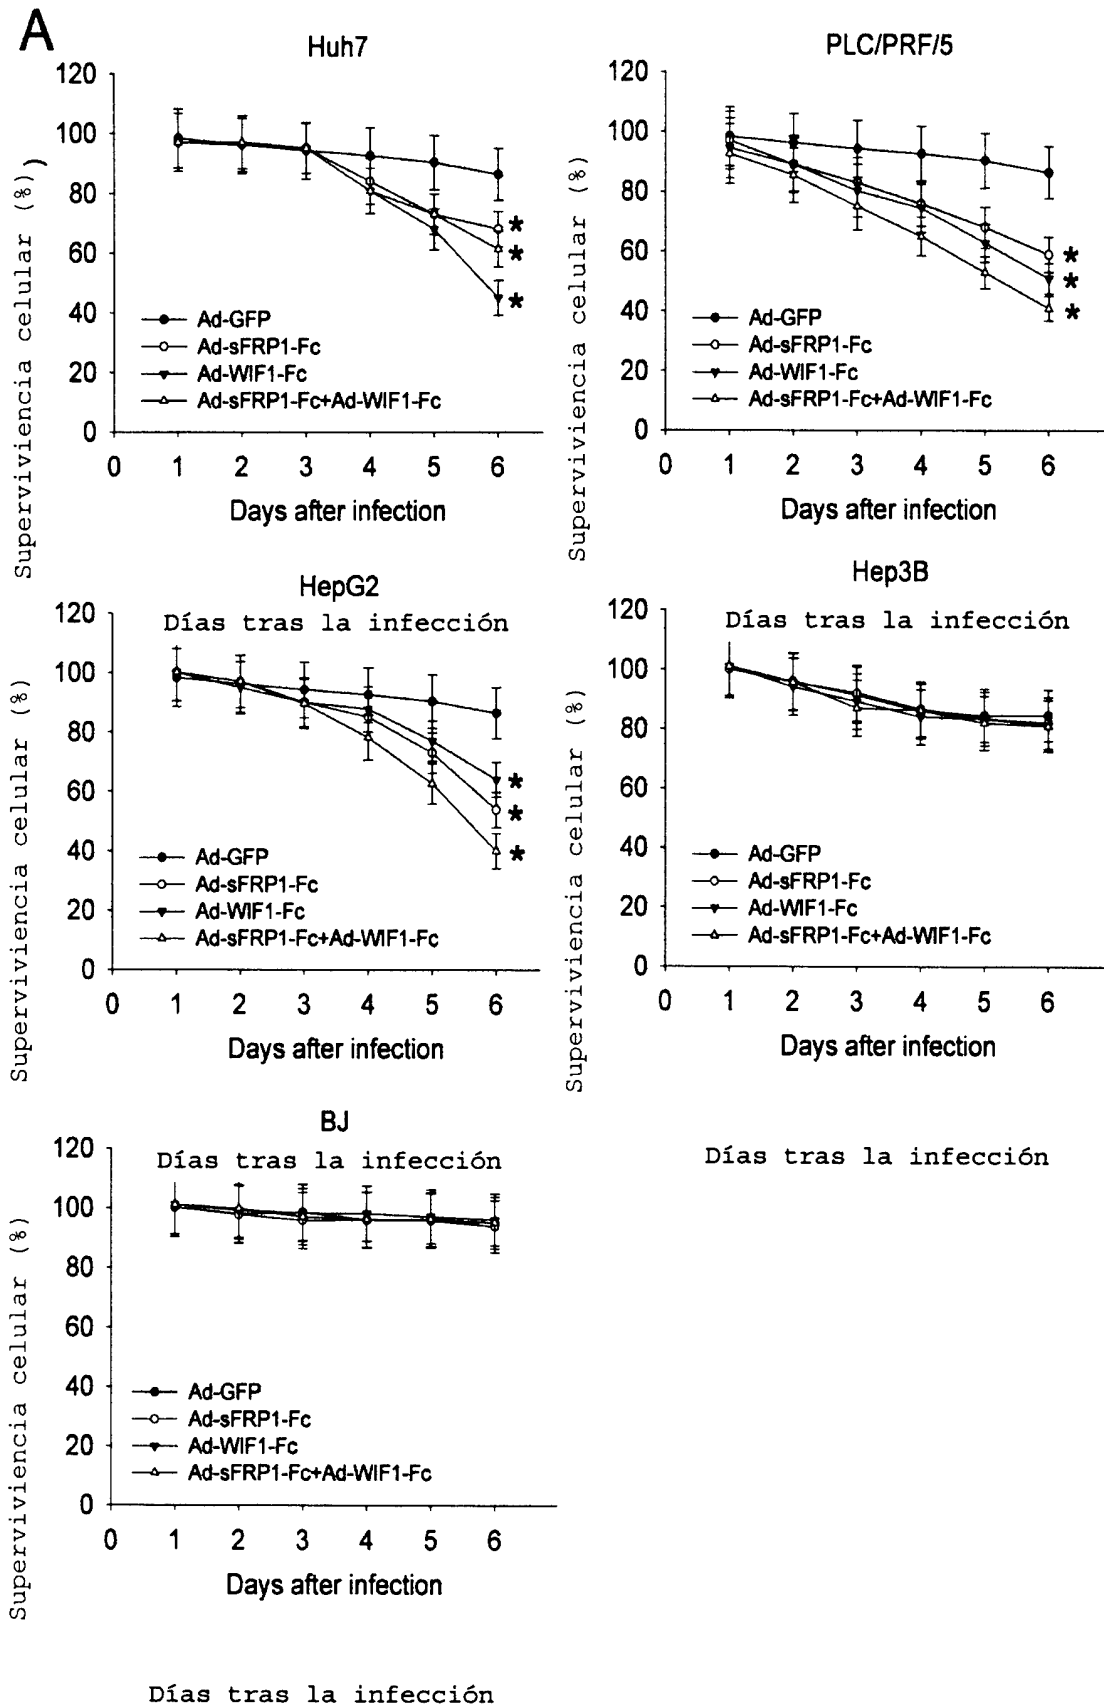 A
Huh7
Superviviencia celular (%))
120
100
80
60
40
20
0
*
*
*
Ad-GFP
Ad-sFRP1-Fc
Ad-WIF1-Fc
Ad-sFRP1-Fc+Ad-WIF1-Fc
0 1 2 3 4 5 6
Days after infection
PLC/PRF/5
Superviviencia celular (%)
120
100
80
60
40
20
0
*
*
*
Ad-GFP
Ad-sFRP1-Fc
Ad-WIF1-Fc
Ad-sFRP1-Fc+Ad-WIF1-Fc
0 1 2 3 4 5 6
Days after infection
HepG2
Días tras la infección
Superviviencia celular (%)
120
100
80
60
40
20
0
*
*
*
Ad-GFP
Ad-sFRP1-Fc
Ad-WIF1-Fc
Ad-sFRP1-Fc+Ad-WIF1-Fc
0 1 2 3 4 5 6
Days after infection
Hep3B
Días tras la infección
Superviviencia celular (%)
120
100
80
60
40
20
0
Ad-GFP
Ad-sFRP1-Fc
Ad-WIF1-Fc
Ad-sFRP1-Fc+Ad-WIF1-Fc
0 1 2 3 4 5 6
Days after infection
BJ
Días tras la infección
Superviviencia celular (%)
120
100
80
60
40
20
0
Ad-GFP
Ad-sFRP1-Fc
Ad-WIF1-Fc
Ad-sFRP1-Fc+Ad-WIF1-Fc
0 1 2 3 4 5 6
Days after infection
Días tras la infección
Días tras la infección